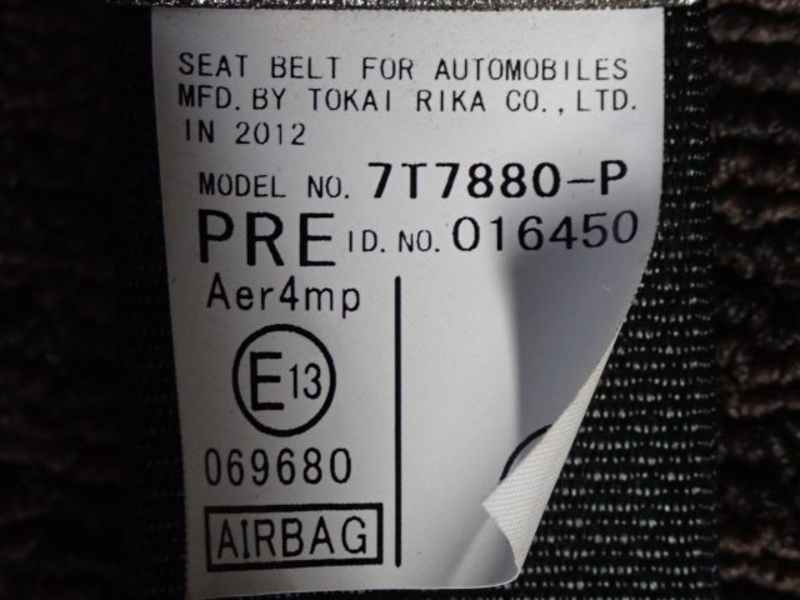 SEAT BELT FOR AUTOMOBILES
MFD. BY TOKAI RIKA CO., LTD.
IN 2012
MODEL NO. 7T7880-P
PRE ID. NO. 016450
Aer4mp
E13
069680
AIRBAG